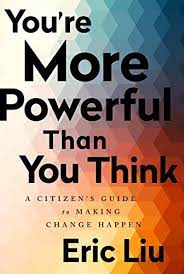 You're
More
Powerful
Than
You Think
A CITIZEN'S GUIDE
to MAKING
CHANGE HAPPEN
Eric Liu